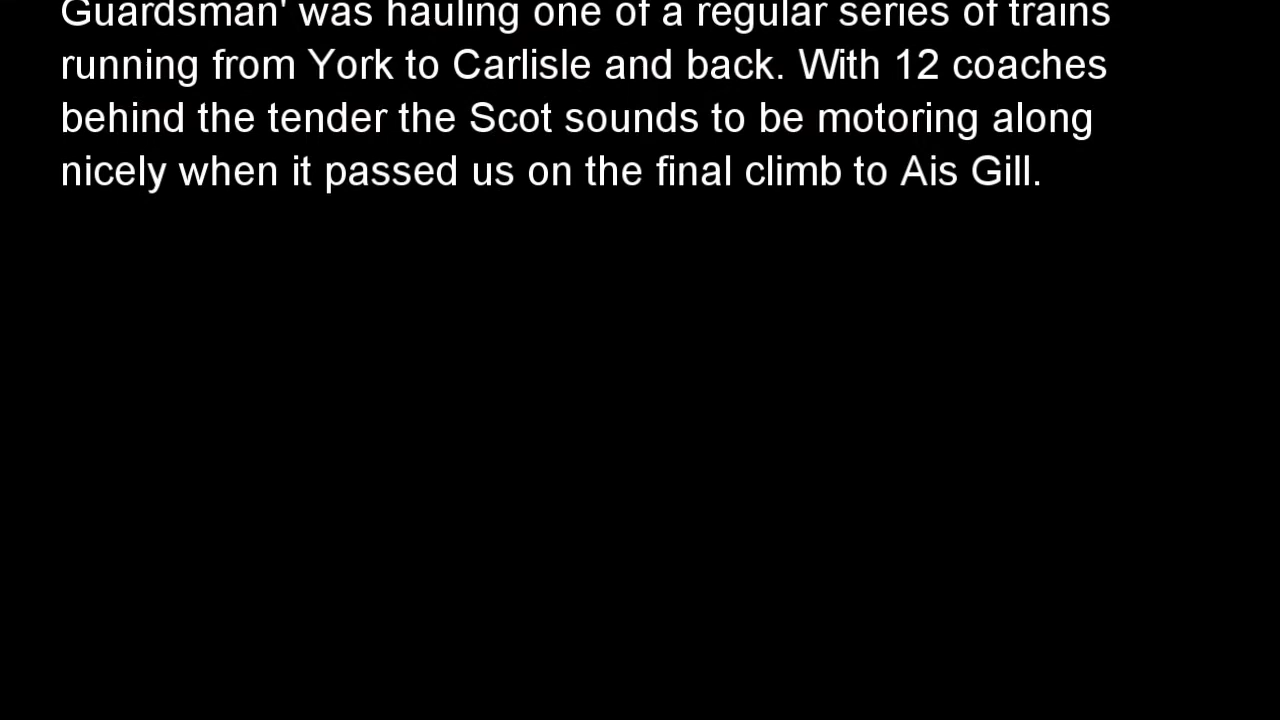 Guardsman' was hauling one of a regular series of trains
running from York to Carlisle and back. With 12 coaches
behind the tender the Scot sounds to be motoring along
nicely when it passed us on the final climb to Ais Gill.